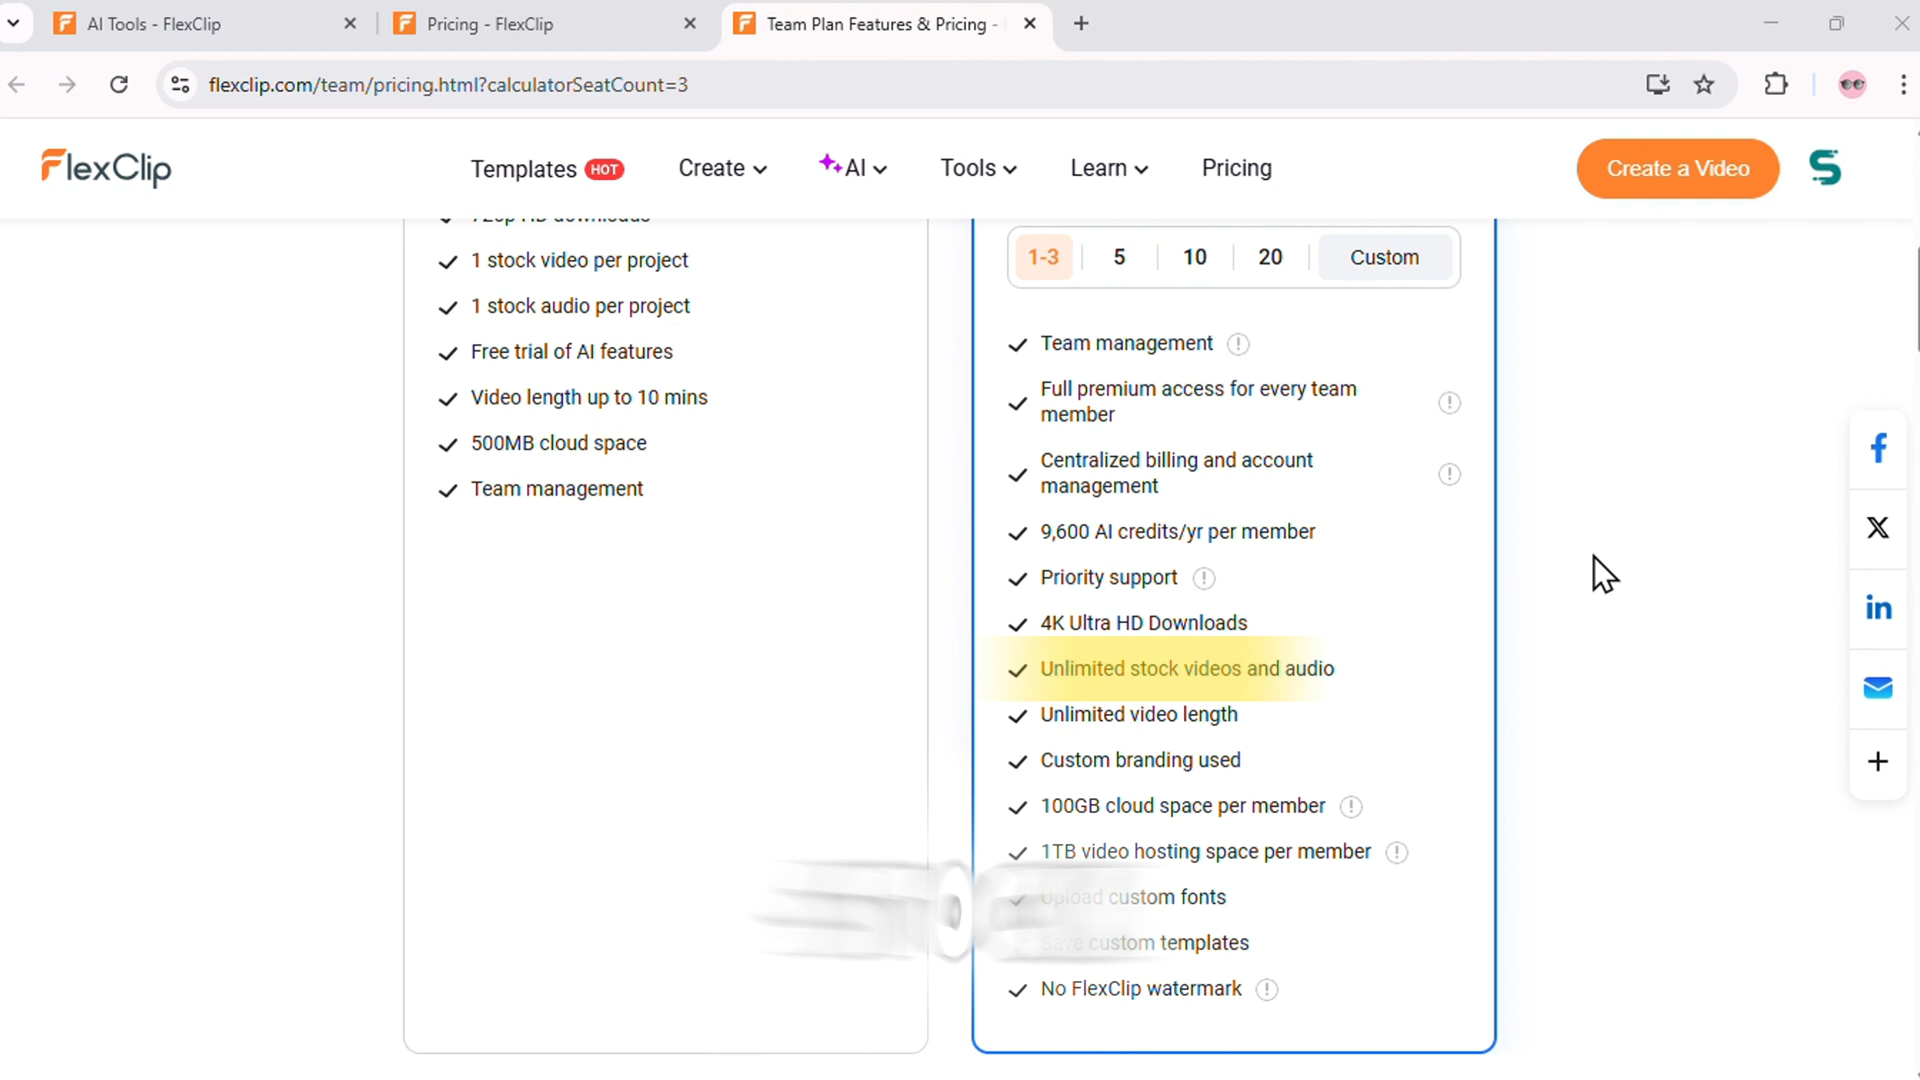 AI Tools - FlexClip
Pricing - FlexClip
Team Plan Features & Pricing -
flexclip.com/team/pricing.html?calculatorSeatCount=3
FlexClip
Templates HOT
Create
AI
Tools
Learn
Pricing
Create a Video
S
720p HD downloads
1 stock video per project
1 stock audio per project
Free trial of AI features
Video length up to 10 mins
500MB cloud space
Team management
1-3 5 10 20 Custom
Team management
Full premium access for every team
member
Centralized billing and account
management
9,600 AI credits/yr per member
Priority support
4K Ultra HD Downloads
Unlimited stock videos and audio
Unlimited video length
Custom branding used
100GB cloud space per member
1TB video hosting space per member
Upload custom fonts
Save custom templates
No FlexClip watermark